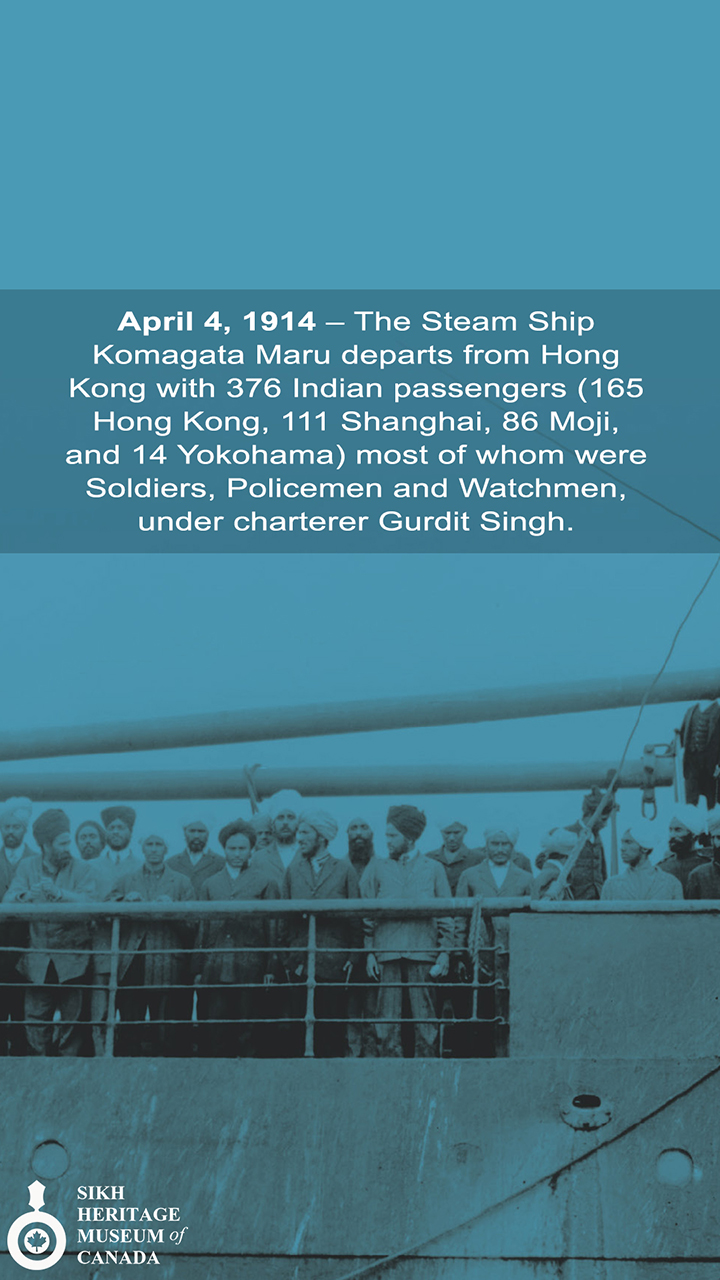 April 4, 1914 – The Steam Ship
Komagata Maru departs from Hong
Kong with 376 Indian passengers (165
Hong Kong, 111 Shanghai, 86 Moji,
and 14 Yokohama) most of whom were
Soldiers, Policemen and Watchmen,
under charterer Gurdit Singh.
SIKH
HERITAGE
MUSEUM of
CANADA